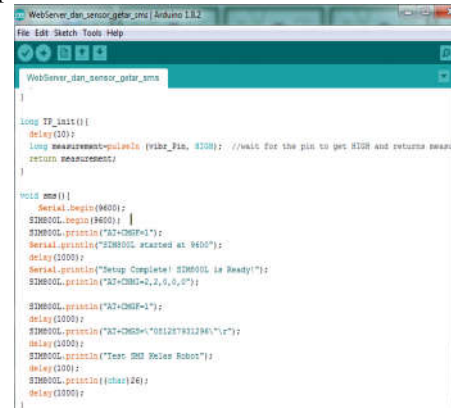 WebServer_dan_sensor_getar_sms | Arduino 1.8.2
File Edit Sketch Tools Help
WebServer_dan_sensor_getar_sms
}
long TP_init(){
delay(10);
long measurement=pulseIn (vibr_Pin, HIGH); //wait for the pin to get HIGH and returns measu
return measurement;
}
void sms(){
Serial.begin(9600);
SIM800L.begin(9600);
SIM800L.println("AT+CMGF=1");
Serial.println("SIM800L started at 9600");
delay(1000);
Serial.println("Setup Complete! SIM800L is Ready!");
SIM800L.println("AT+CNMI=2,2,0,0,0");
SIM800L.println("AT+CMGF=1");
delay(1000);
SIM800L.println("AT+CMGS=\"081287931296\"\r");
delay(1000);
SIM800L.println("Test SMS Kelas Robot");
delay(100);
SIM800L.println((char)26);
delay(1000);
}